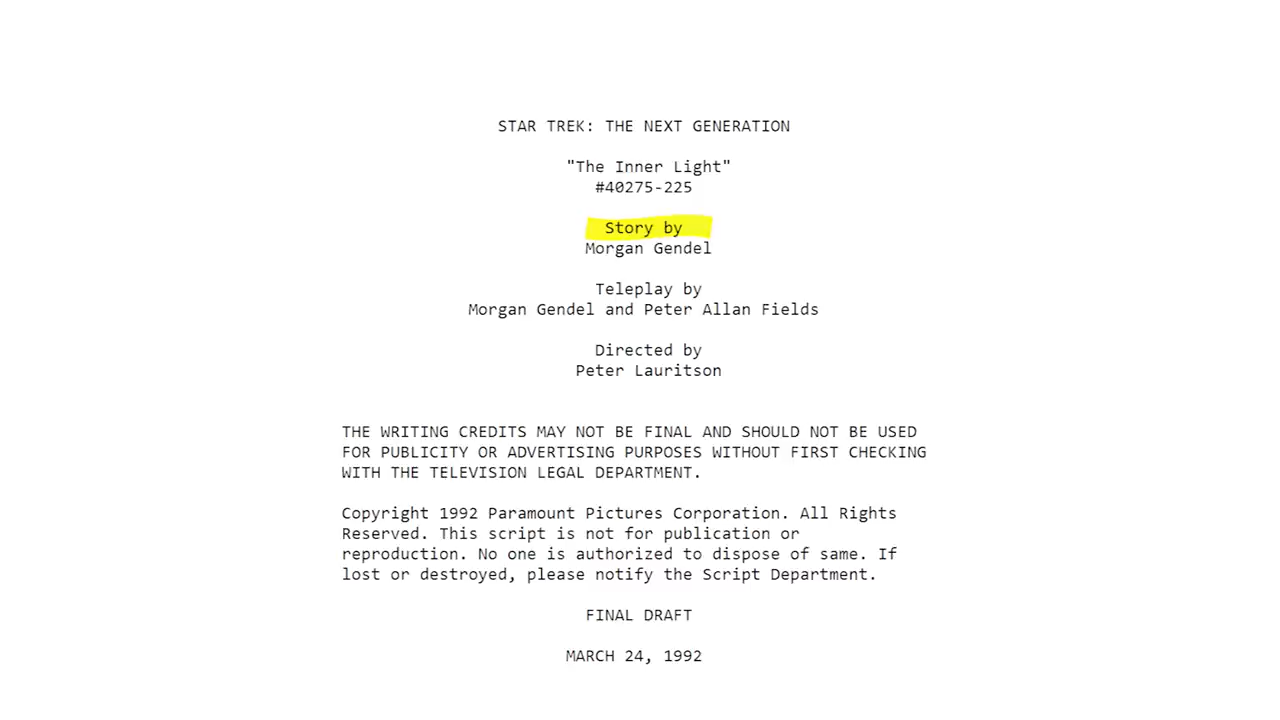 STAR TREK: THE NEXT GENERATION
"The Inner Light"
#40275-225
Story by
Morgan Gendel
Teleplay by
Morgan Gendel and Peter Allan Fields
Directed by
Peter Lauritson
THE WRITING CREDITS MAY NOT BE FINAL AND SHOULD NOT BE USED
FOR PUBLICITY OR ADVERTISING PURPOSES WITHOUT FIRST CHECKING
WITH THE TELEVISION LEGAL DEPARTMENT.
Copyright 1992 Paramount Pictures Corporation. All Rights
Reserved. This script is not for publication or
reproduction. No one is authorized to dispose of same. If
lost or destroyed, please notify the Script Department.
FINAL DRAFT
MARCH 24, 1992